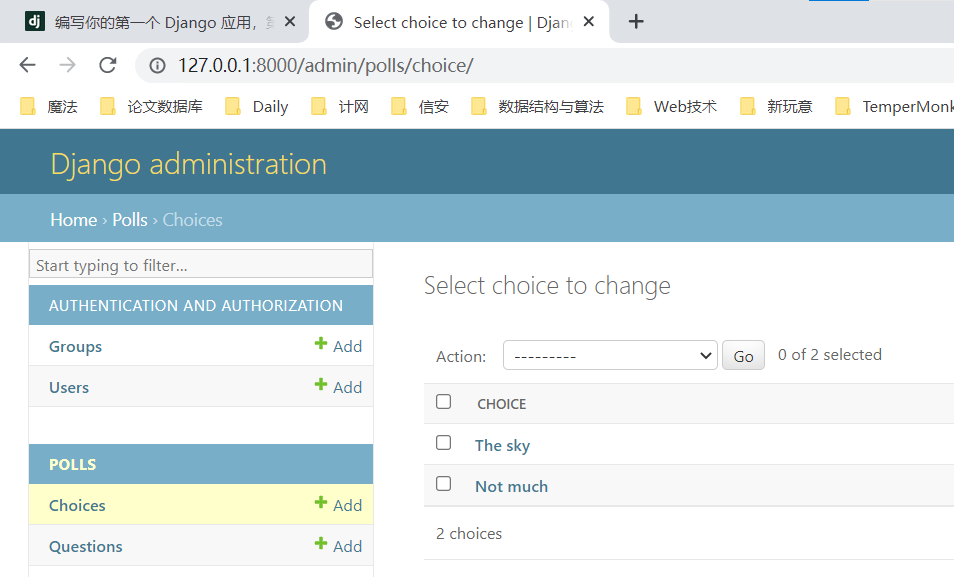 dj 编写你的第一个 Django 应用，第
Select choice to change | Djan
127.0.0.1:8000/admin/polls/choice/
魔法 论文数据库 Daily 计网 信安 数据结构与算法 Web技术 新玩意 TemperMonk
Django administration
Home › Polls › Choices
Start typing to filter...
AUTHENTICATION AND AUTHORIZATION
Groups Add
Users Add
POLLS
Choices Add
Questions Add
Select choice to change
Action: --------- Go 0 of 2 selected
CHOICE
The sky
Not much
2 choices